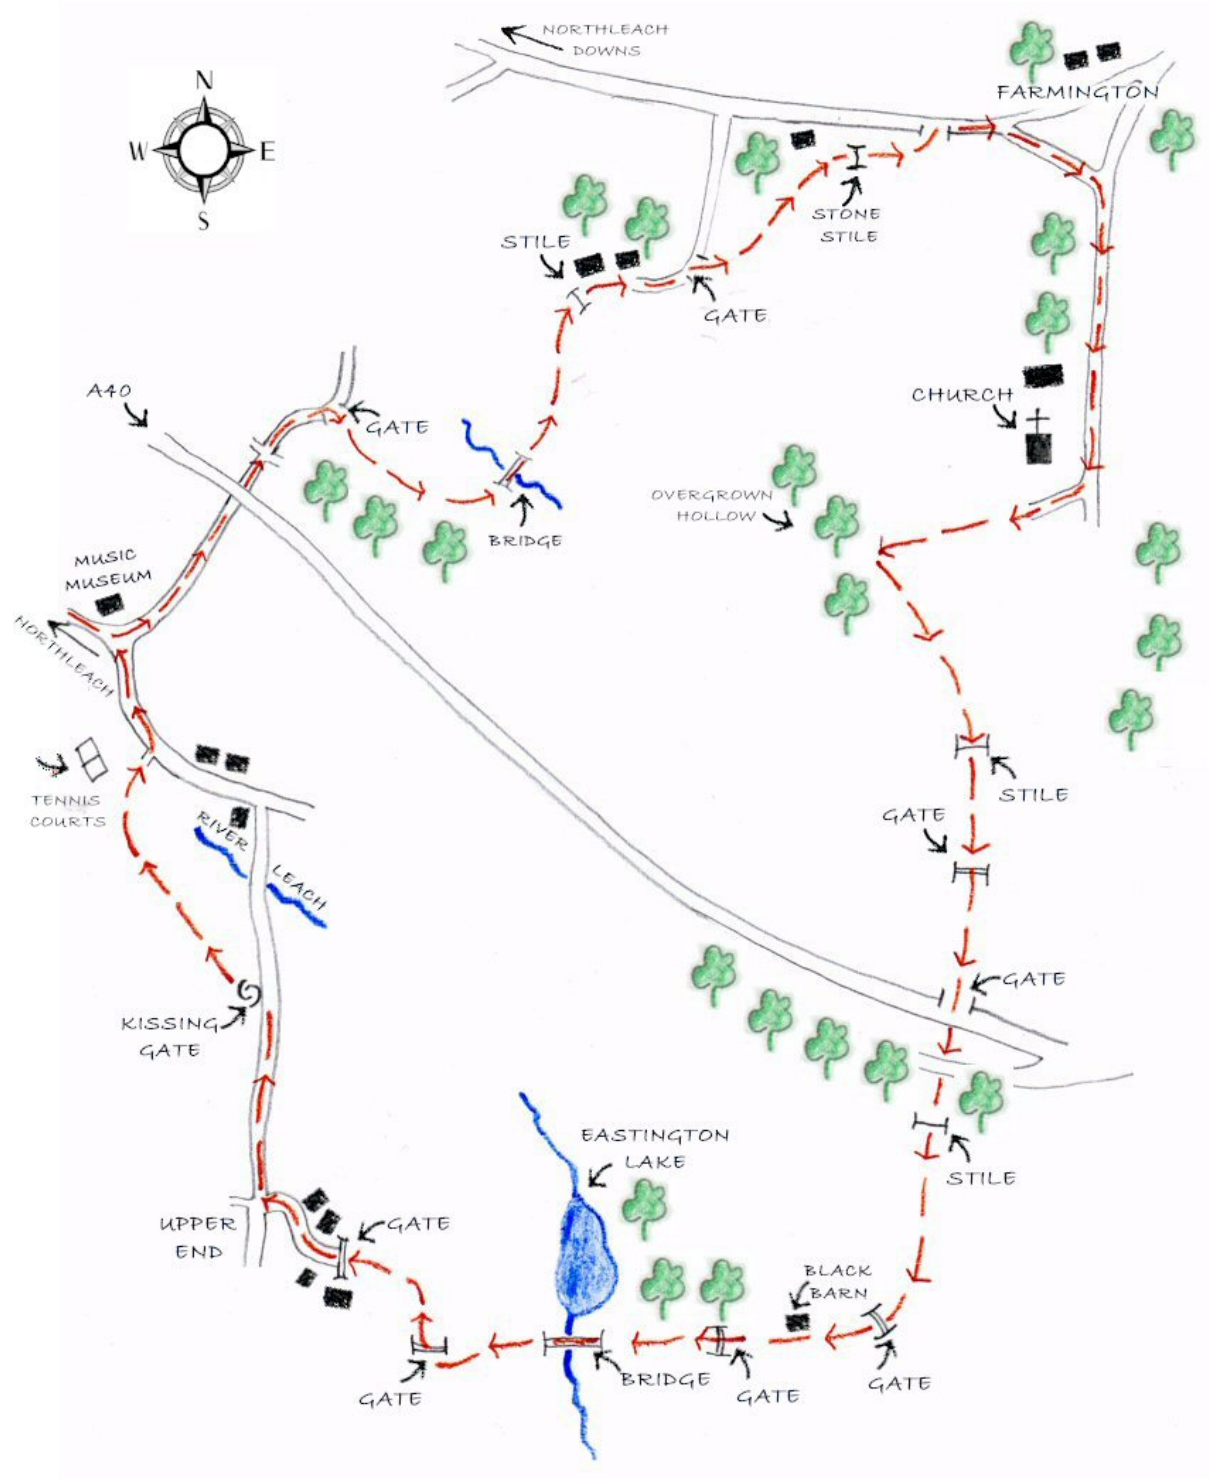 NORTHLEACH
DOWNS
FARMINGTON
N
W E
S
STONE
STILE
STILE
GATE
A40
GATE
CHURCH
OVERGROWN
HOLLOW
BRIDGE
MUSIC
MUSEUM
NORTHLEACH
STILE
TENNIS
COURTS
GATE
RIVER
LEACH
GATE
KISSING
GATE
EASTINGTON
LAKE
STILE
UPPER
END
GATE
BLACK
BARN
BRIDGE
GATE
GATE
GATE